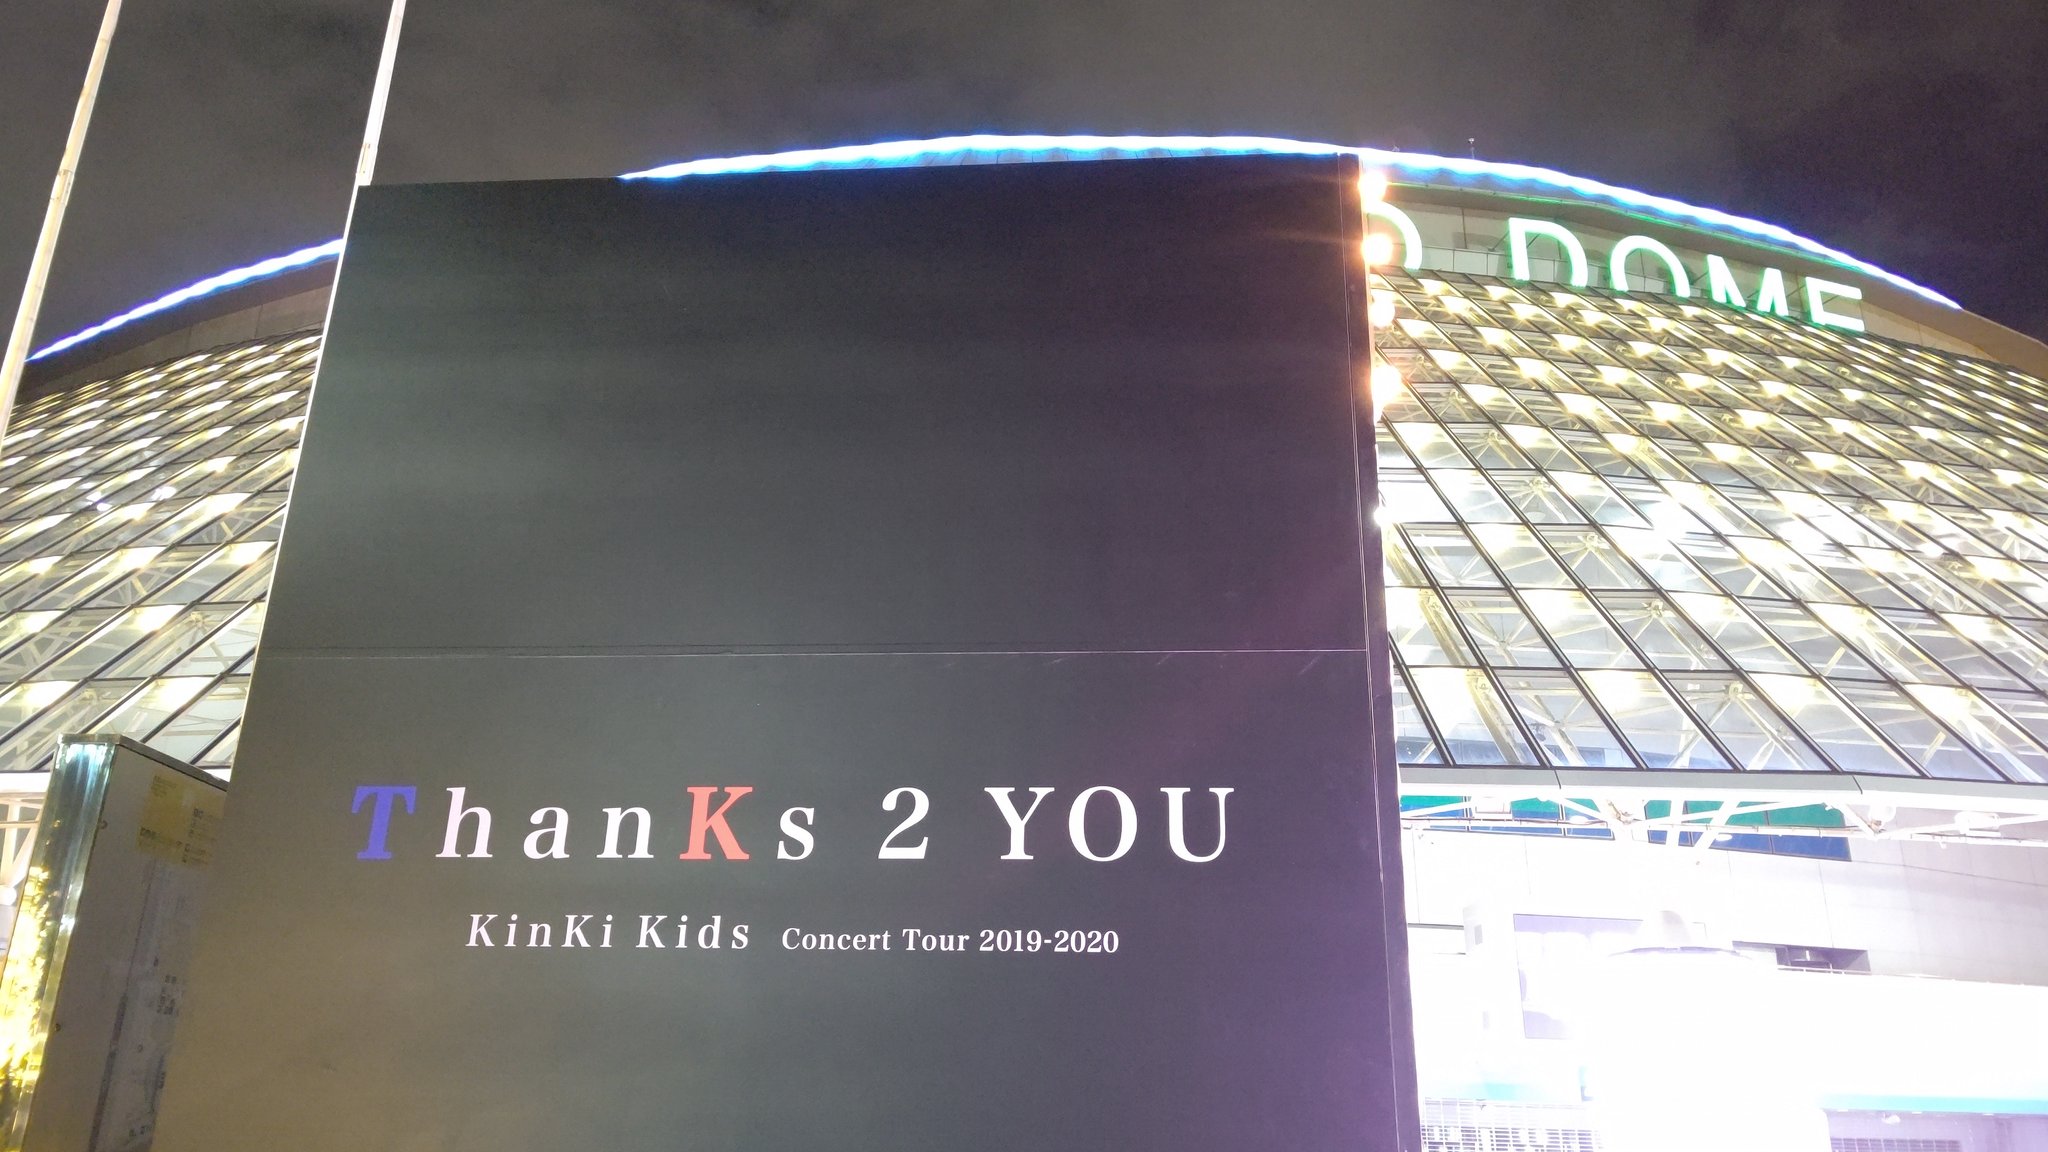 O DOME
ThanKs 2 YOU
KinKi Kids Concert Tour 2019-2020